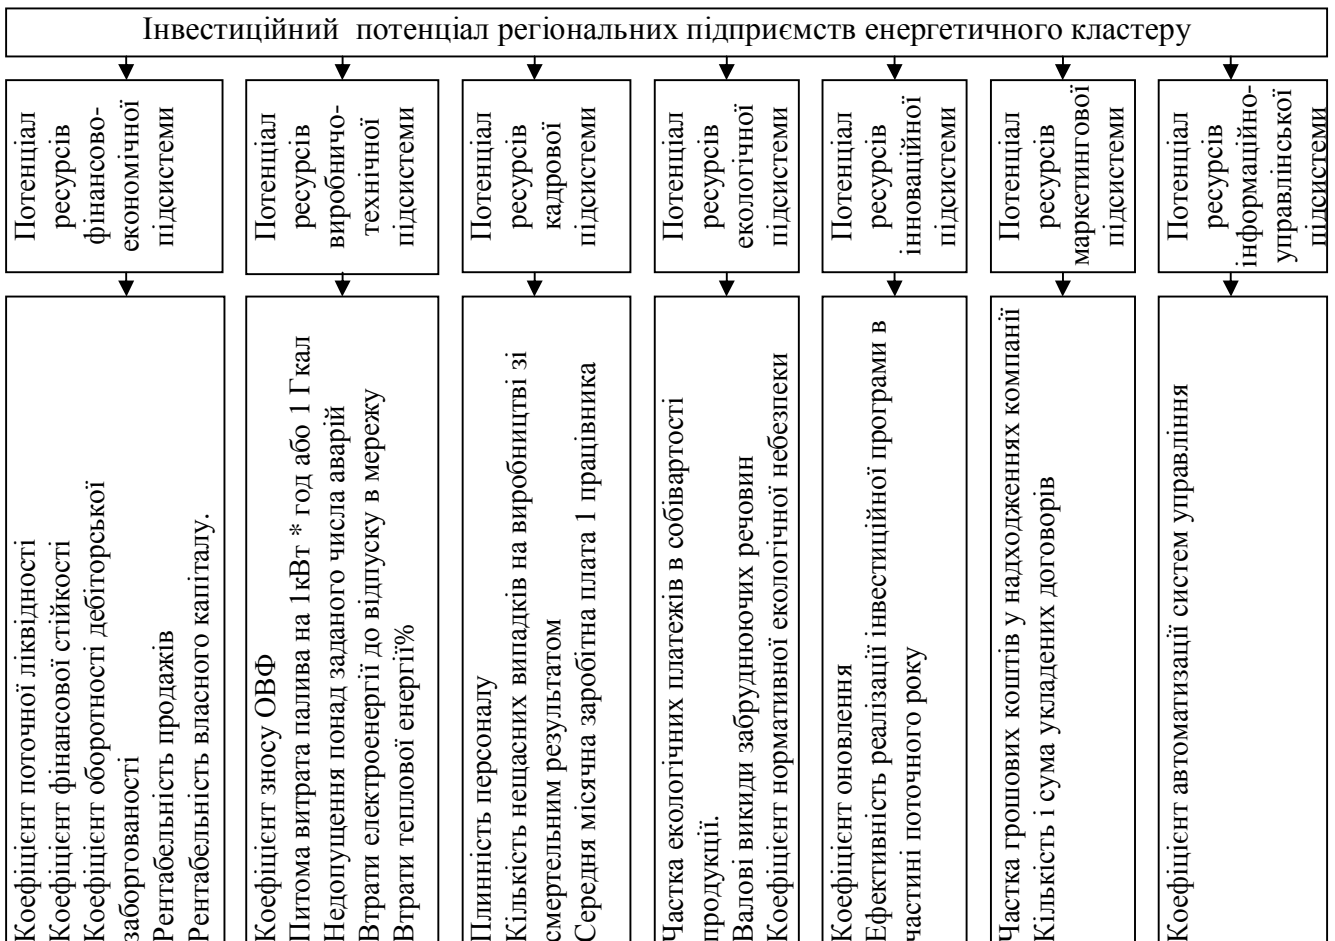 Інвестиційний потенціал регіональних підприємств енергетичного кластеру
Потенціал
ресурсів
фінансово-
економічної
підсистеми
Потенціал
ресурсів
виробничо-
технічної
підсистеми
Потенціал
ресурсів
кадрової
підсистеми
Потенціал
ресурсів
екологічної
підсистеми
Потенціал
ресурсів
інноваційної
підсистеми
Потенціал
ресурсів
маркетингової
підсистеми
Потенціал
ресурсів
інформаційно-
управлінської
підсистеми
Коефіцієнт поточної ліквідності
Коефіцієнт фінансової стійкості
Коефіцієнт оборотності дебіторської
заборгованості
Рентабельність продажів
Рентабельність власного капіталу.
Коефіцієнт зносу ОВФ
Питома витрата палива на 1кВт * год або 1 Гкал
Недопущення понад заданого числа аварій
Втрати електроенергії до відпуску в мережу
Втрати теплової енергії%
Плинність персоналу
Кількість нещасних випадків на виробництві зі
смертельним результатом
Середня місячна заробітна плата 1 працівника
Частка екологічних платежів в собівартості
продукції.
Валові викиди забруднюючих речовин
Коефіцієнт нормативної екологічної небезпеки
Коефіцієнт оновлення
Ефективність реалізації інвестиційної програми в
частині поточного року
Частка грошових коштів у надходженнях компанії
Кількість і сума укладених договорів
Коефіцієнт автоматизації систем управління